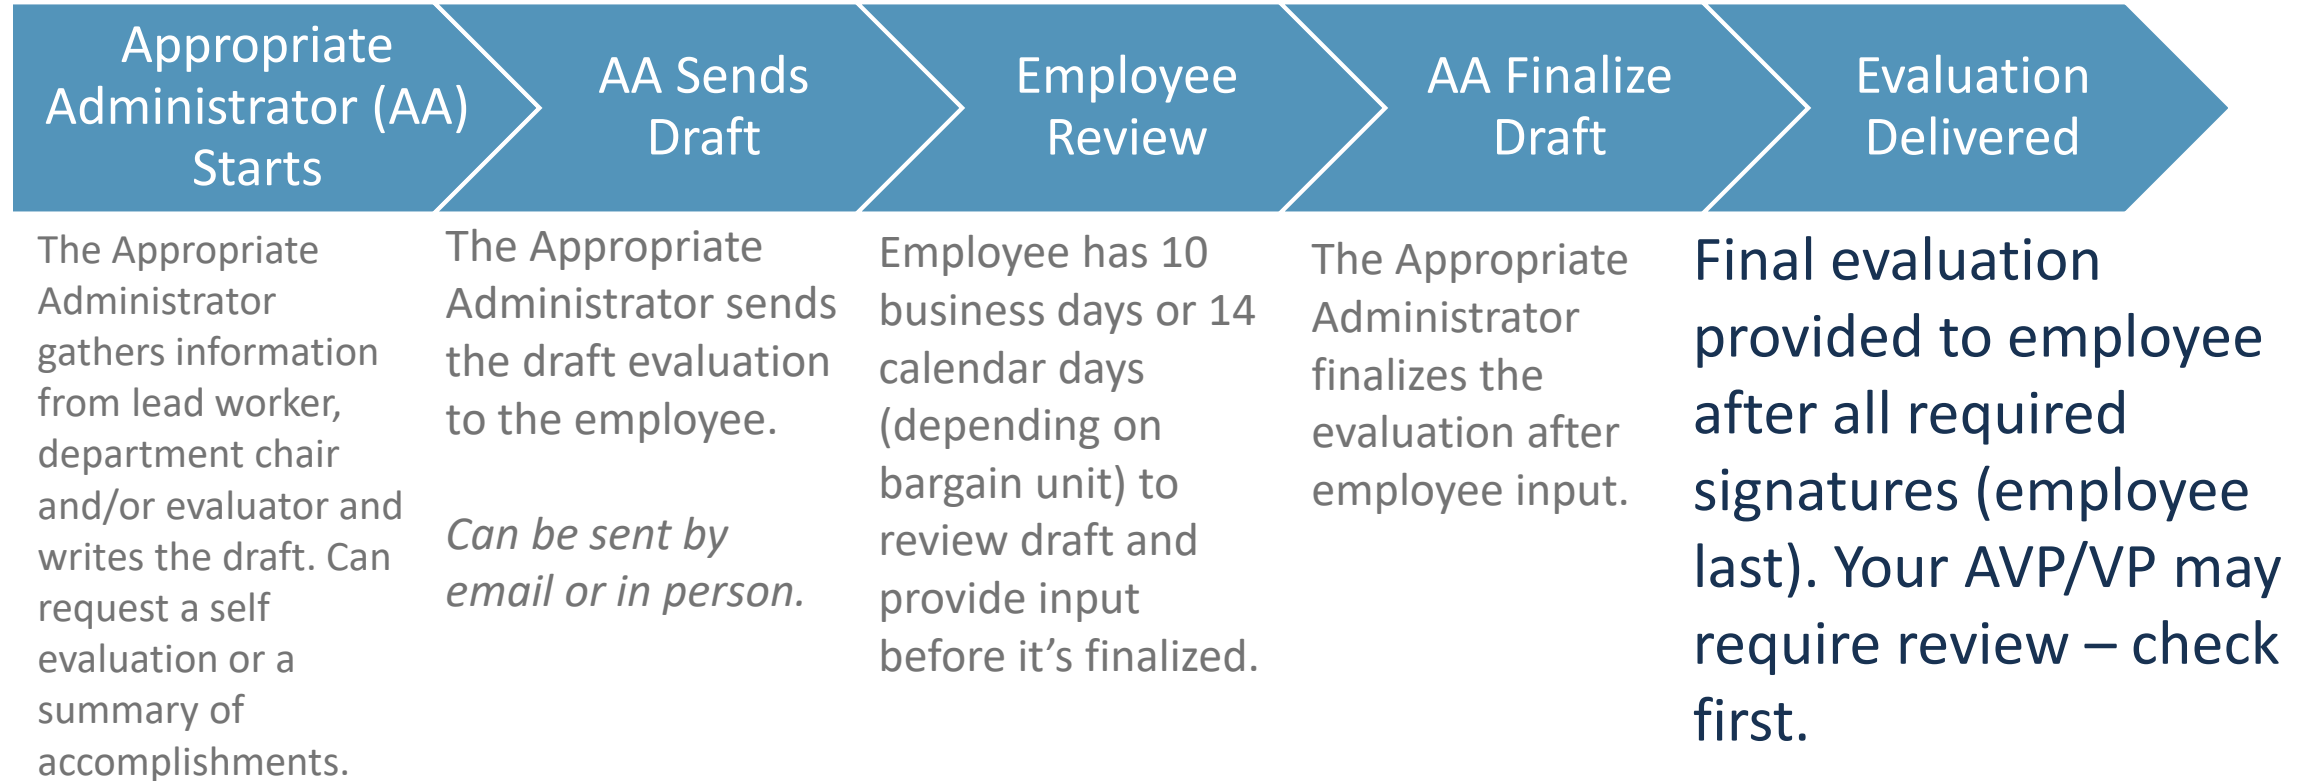 Appropriate
Administrator (AA)
Starts
AA Sends
Draft
Employee
Review
AA Finalize
Draft
Evaluation
Delivered
The Appropriate
Administrator
gathers information
from lead worker,
department chair
and/or evaluator and
writes the draft. Can
request a self
evaluation or a
summary of
accomplishments.
The Appropriate
Administrator sends
the draft evaluation
to the employee.
Can be sent by
email or in person.
Employee has 10
business days or 14
calendar days
(depending on
bargain unit) to
review draft and
provide input
before it’s finalized.
The Appropriate
Administrator
finalizes the
evaluation after
employee input.
Final evaluation
provided to employee
after all required
signatures (employee
last). Your AVP/VP may
require review – check
first.